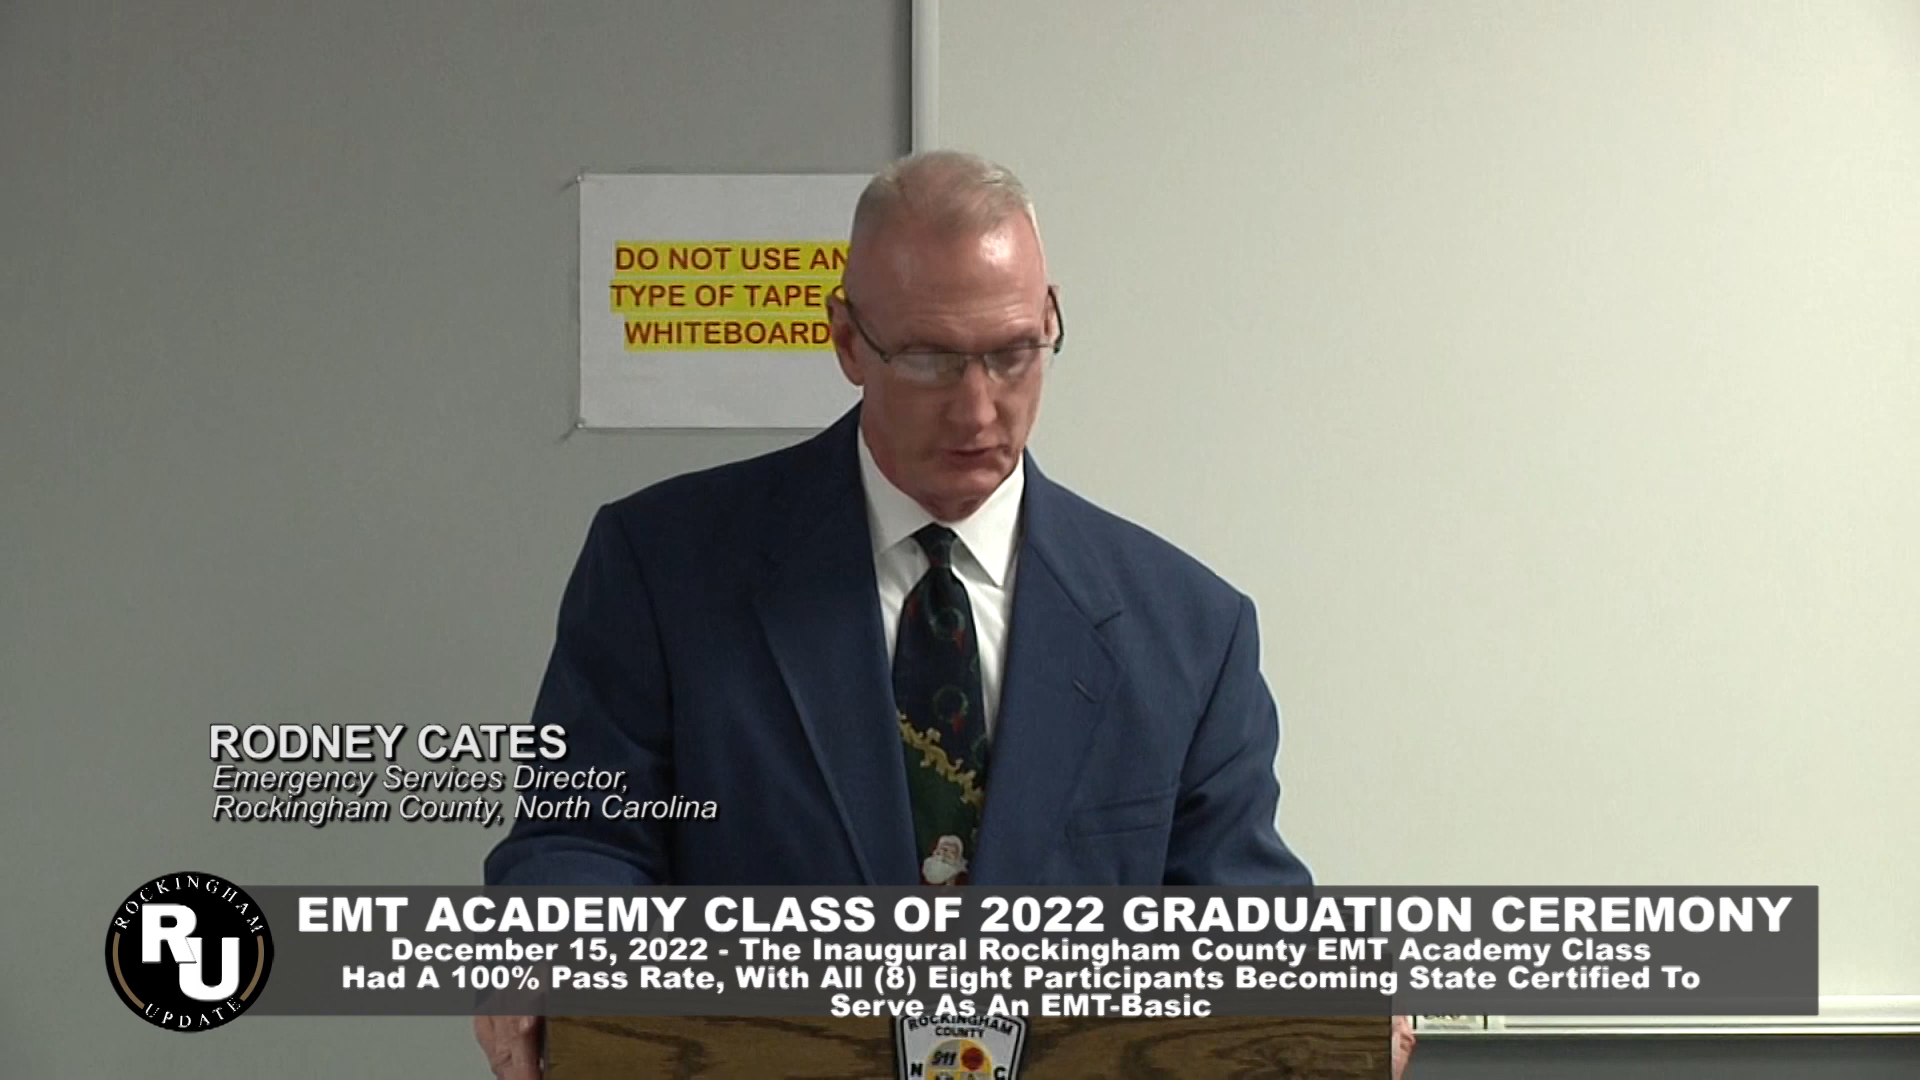 DO NOT USE AN
TYPE OF TAPE
WHITEBOARD
RODNEY CATES
Emergency Services Director,
Rockingham County, North Carolina
ROCKINGHAM
RU
UPDATE
EMT ACADEMY CLASS OF 2022 GRADUATION CEREMONY
December 15, 2022 - The Inaugural Rockingham County EMT Academy Class
Had A 100% Pass Rate, With All (8) Eight Participants Becoming State Certified To
Serve As An EMT-Basic
ROCKINGHAM
COUNTY
911
N C